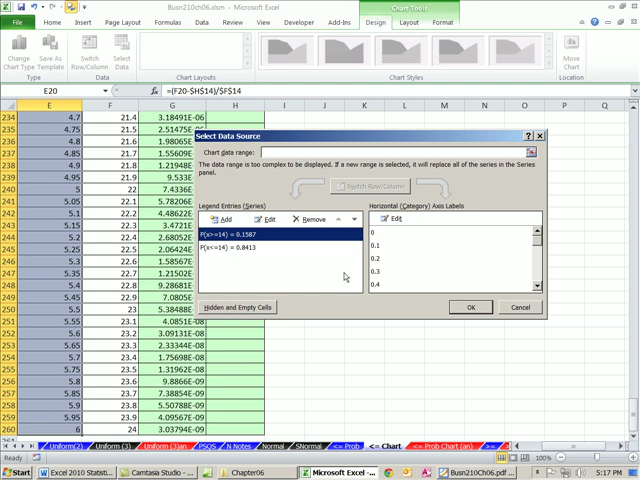 Busn210ch06.xlsm - Microsoft Excel
Chart Tools
File Home Insert Page Layout Formulas Data Review View Developer Add-Ins Design Layout Format
Change Chart Type
Save As Template
Switch Row/Column
Select Data
Move Chart
Type Data Chart Layouts Chart Styles Location
E20 fx =(F20-$H$14)/$F$14
E F G H I J K L M N O P Q
234 4.7 21.4 3.18491E-06
235 4.75 21.5 2.51475E-06
236 4.8 21.6 1.98065E
237 4.85 21.7 1.55609E
238 4.9 21.8 1.21948E
239 4.95 21.9 9.533E
240 5 22 7.4336E
241 5.05 22.1 5.78206E
242 5.1 22.2 4.48622E
243 5.15 22.3 3.4721E
244 5.2 22.4 2.68052E
245 5.25 22.5 2.06424E
246 5.3 22.6 1.58567E
247 5.35 22.7 1.21502E
248 5.4 22.8 9.28681E
249 5.45 22.9 7.0805E
250 5.5 23 5.38488E
251 5.55 23.1 4.0851E-08
252 5.6 23.2 3.09131E-08
253 5.65 23.3 2.33344E-08
254 5.7 23.4 1.75698E-08
255 5.75 23.5 1.31962E-08
256 5.8 23.6 9.8866E-09
257 5.85 23.7 7.38854E-09
258 5.9 23.8 5.50788E-09
259 5.95 23.9 4.09567E-09
260 6 24 3.03794E-09
Select Data Source
Chart data range:
The data range is too complex to be displayed. If a new range is selected, it will replace all of the series in the Series
panel.
Switch Row/Column
Legend Entries (Series)
Add Edit Remove
P(x>=14) = 0.1587
P(x<=14) = 0.8413
Horizontal (Category) Axis Labels
Edit
0
0.1
0.2
0.3
0.4
Hidden and Empty Cells
OK Cancel
Uniform(2) Uniform (3) Uniform (3)an PSQS N Notes Normal SNormal <= Prob <= Chart <= Prob Chart (an) >=
100%
Start Excel 2010 Statisti... Camtasia Studio - ... Chapter06 Microsoft Excel - ... Busn210Ch06.pdf ... 5:17 PM